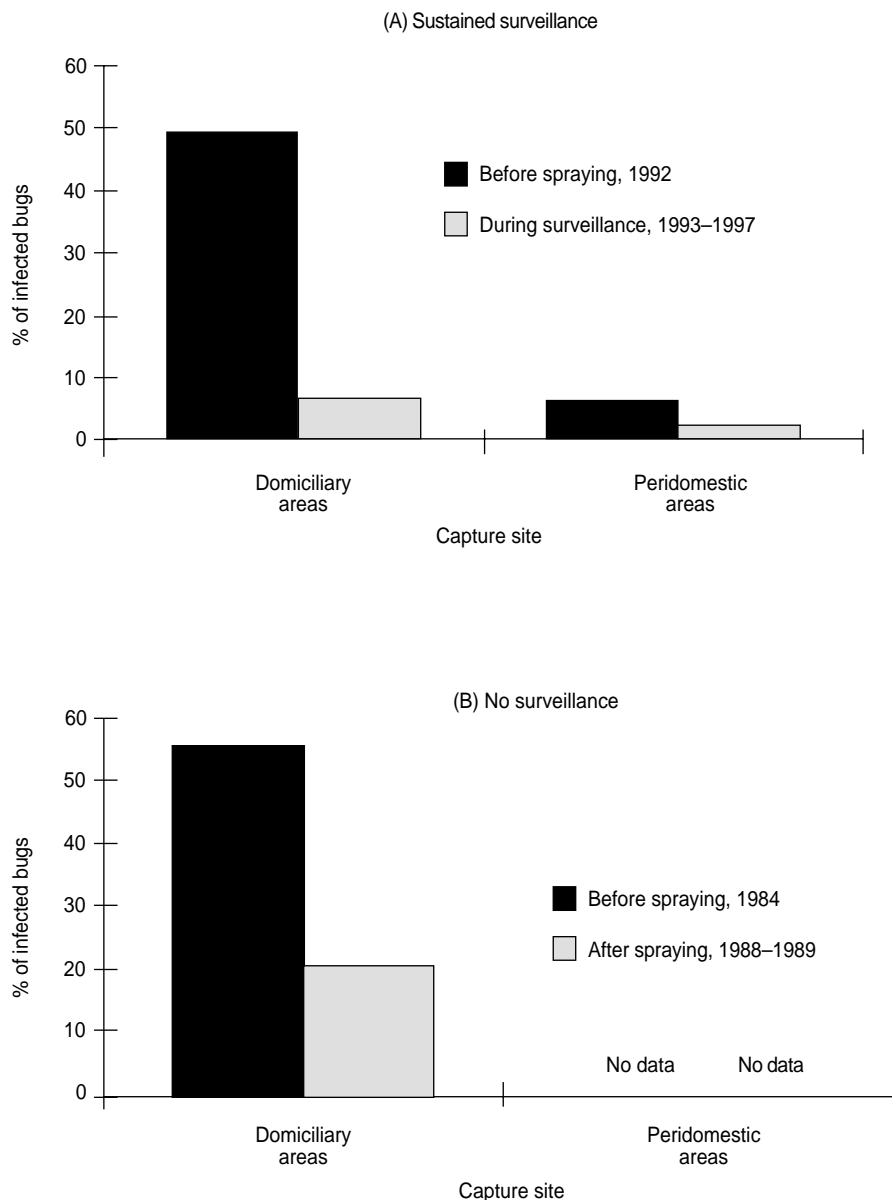 (A) Sustained surveillance
60
50
40
30
20
10
0
% of infected bugs
Before spraying, 1992
During surveillance, 1993–1997
Domiciliary
areas
Peridomestic
areas
Capture site
(B) No surveillance
60
50
40
30
20
10
0
% of infected bugs
Before spraying, 1984
After spraying, 1988–1989
No data No data
Domiciliary
areas
Peridomestic
areas
Capture site